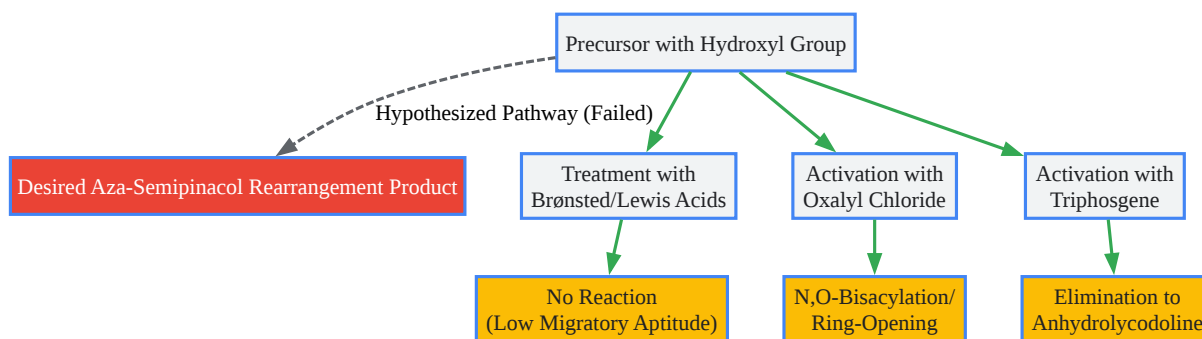 Precursor with Hydroxyl Group
Hypothesized Pathway (Failed)
Desired Aza-Semipinacol Rearrangement Product
Treatment with
Brønsted/Lewis Acids
Activation with
Oxalyl Chloride
Activation with
Triphosgene
No Reaction
(Low Migratory Aptitude)
N,O-Bisacylation/
Ring-Opening
Elimination to
Anhydrolycodoline